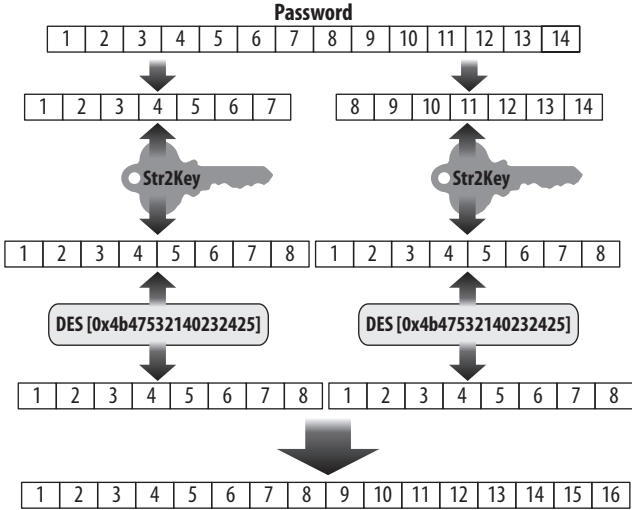 Password
1 2 3 4 5 6 7 8 9 10 11 12 13 14
1 2 3 4 5 6 7 8 9 10 11 12 13 14
Str2Key Str2Key
1 2 3 4 5 6 7 8 1 2 3 4 5 6 7 8
DES [0x4b47532140232425] DES [0x4b47532140232425]
1 2 3 4 5 6 7 8 1 2 3 4 5 6 7 8
1 2 3 4 5 6 7 8 9 10 11 12 13 14 15 16